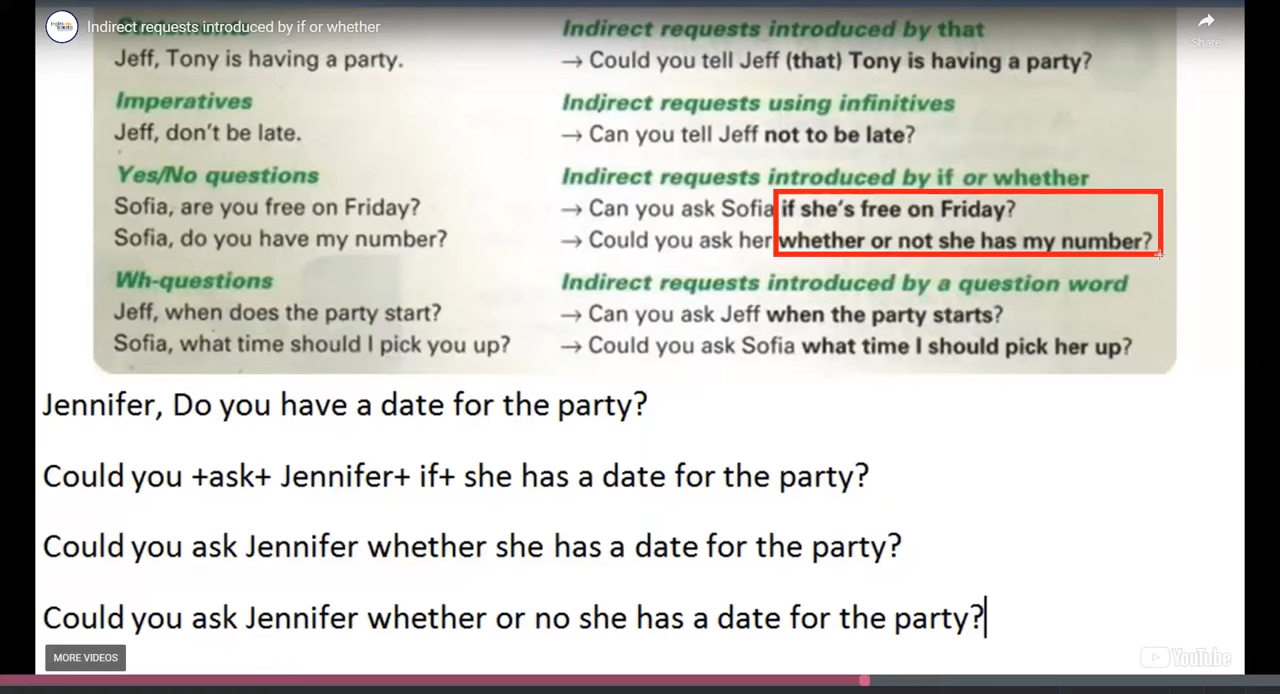 Indirect requests introduced by if or whether
Share
Indirect requests introduced by that
Jeff, Tony is having a party.
→ Could you tell Jeff (that) Tony is having a party?
Imperatives
Indirect requests using infinitives
Jeff, don't be late.
→ Can you tell Jeff not to be late?
Yes/No questions
Indirect requests introduced by if or whether
Sofia, are you free on Friday?
→ Can you ask Sofia if she's free on Friday?
Sofia, do you have my number?
→ Could you ask her whether or not she has my number?
Wh-questions
Indirect requests introduced by a question word
Jeff, when does the party start?
→ Can you ask Jeff when the party starts?
Sofia, what time should I pick you up?
→ Could you ask Sofia what time I should pick her up?
Jennifer, Do you have a date for the party?
Could you +ask+ Jennifer+ if+ she has a date for the party?
Could you ask Jennifer whether she has a date for the party?
Could you ask Jennifer whether or no she has a date for the party?
MORE VIDEOS
YouTube